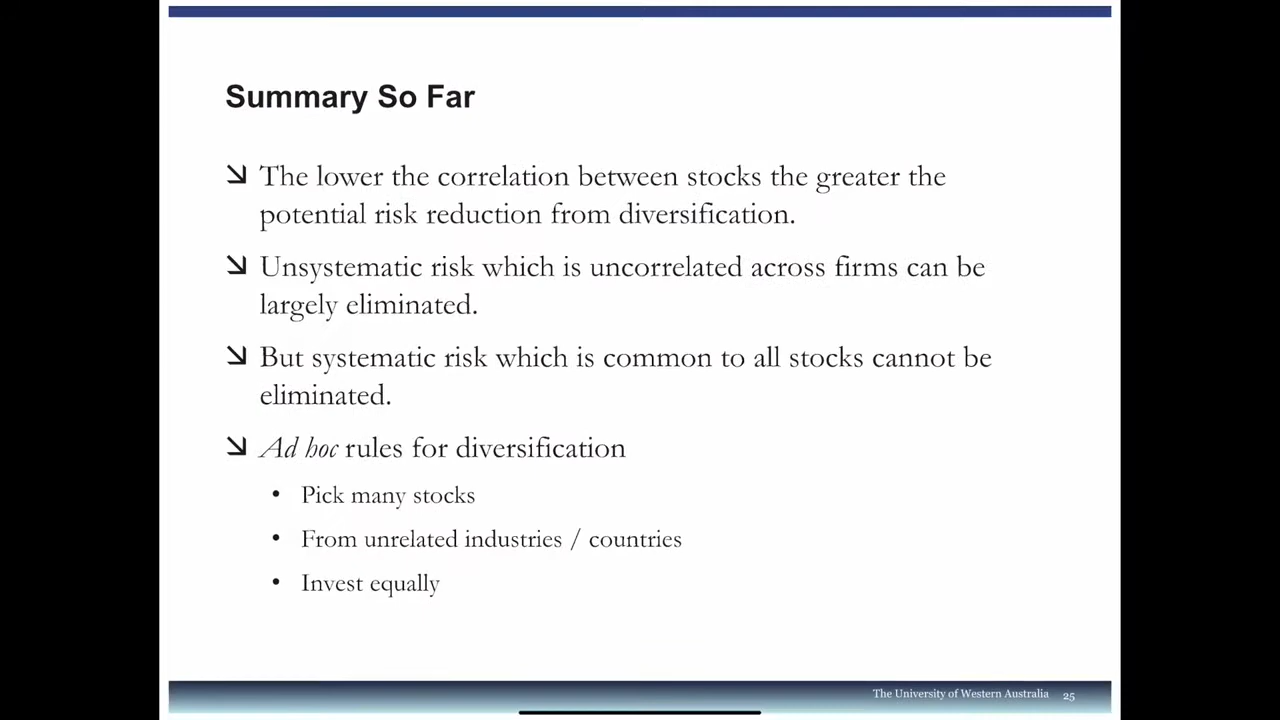 Summary So Far
The lower the correlation between stocks the greater the
potential risk reduction from diversification.
Unsystematic risk which is uncorrelated across firms can be
largely eliminated.
But systematic risk which is common to all stocks cannot be
eliminated.
Ad hoc rules for diversification
• Pick many stocks
• From unrelated industries / countries
• Invest equally
The University of Western Australia 25